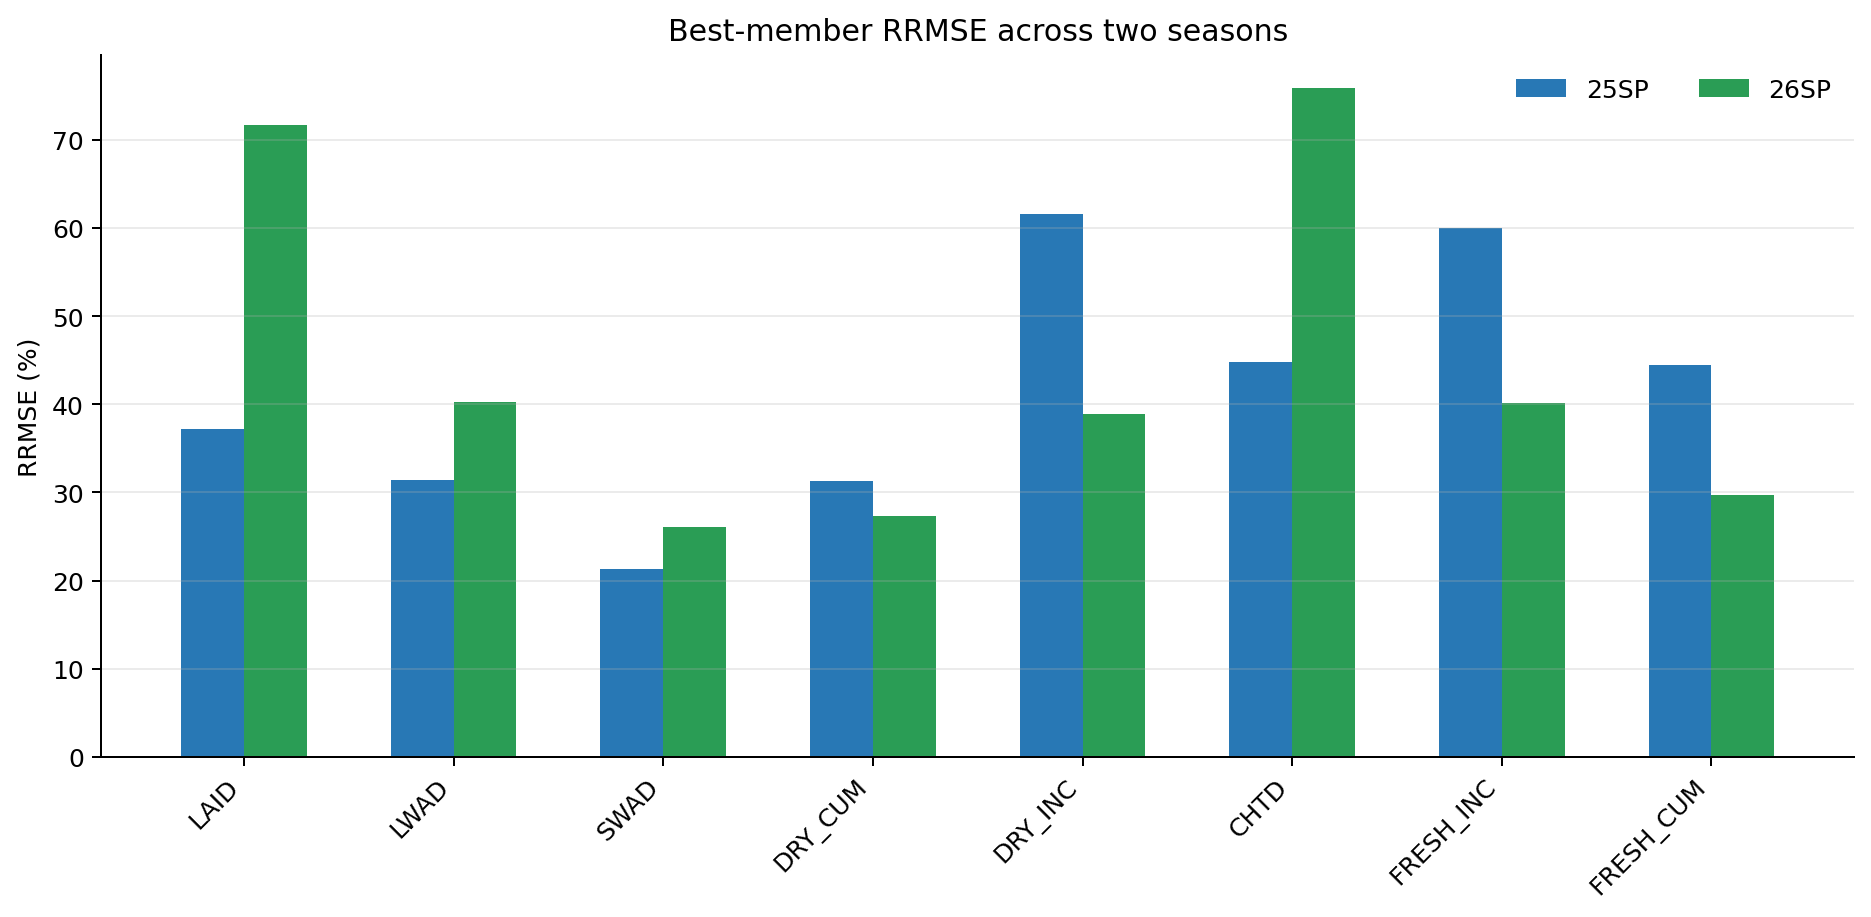 Best-member RRMSE across two seasons
25SP 26SP
RRMSE (%)
70
60
50
40
30
20
10
0
LAID
LWAD
SWAD
DRY_CUM
DRY_INC
CHTD
FRESH_INC
FRESH_CUM